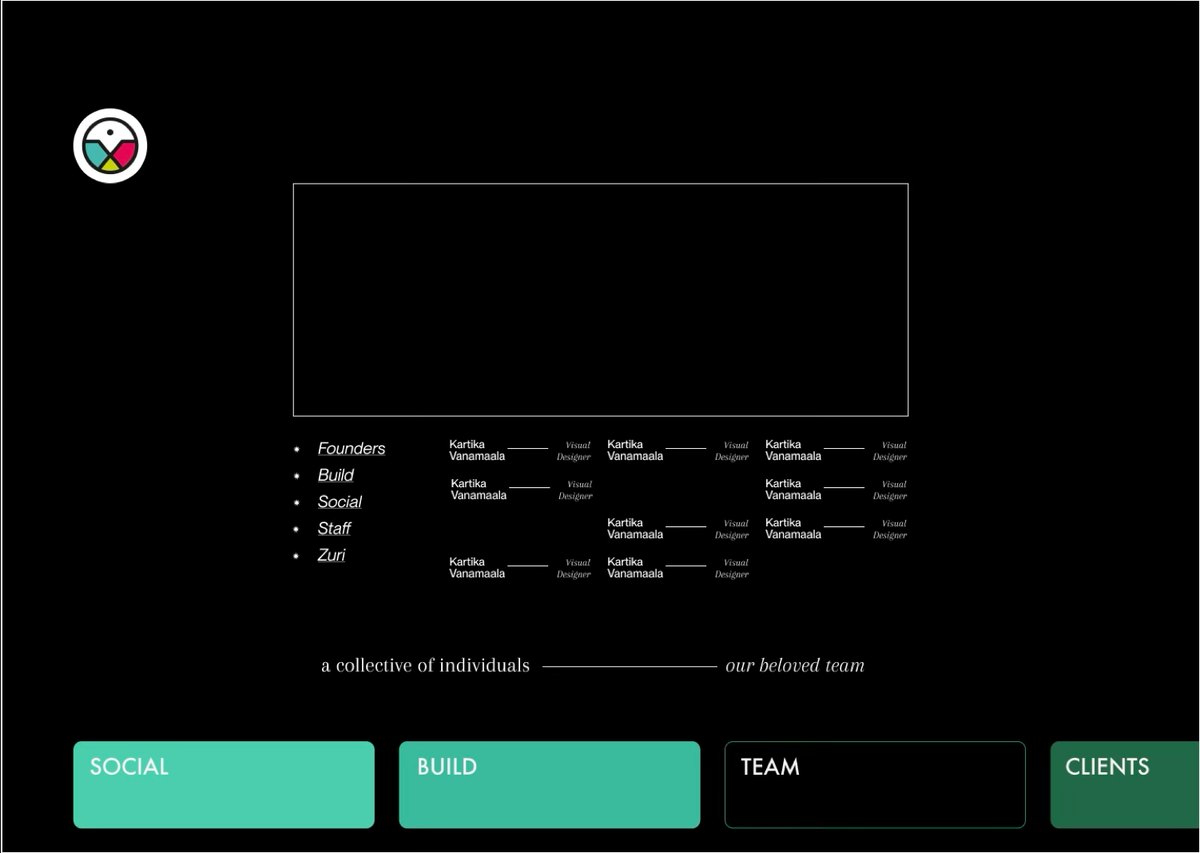 Founders
Build
Social
Staff
Zuri
Kartika Visual Kartika Visual Kartika Visual
Vanamaala Designer Vanamaala Designer Vanamaala Designer
Kartika Visual Kartika Visual
Vanamaala Designer Vanamaala Designer
Kartika Visual Kartika Visual
Vanamaala Designer Vanamaala Designer
Kartika Visual Kartika Visual
Vanamaala Designer Vanamaala Designer
a collective of individuals our beloved team
SOCIAL BUILD TEAM CLIENTS